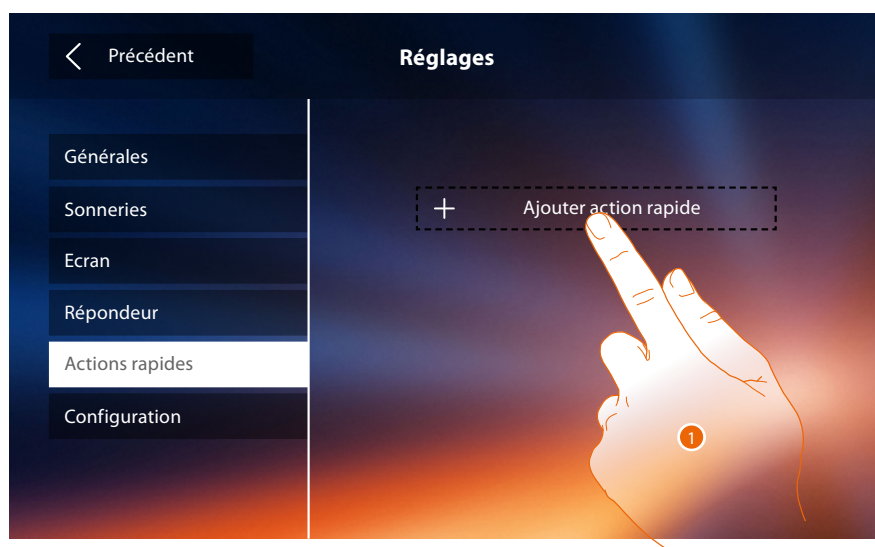 Précédent
Réglages
Générales
Sonneries
Ecran
Répondeur
Actions rapides
Configuration
+ Ajouter action rapide
1